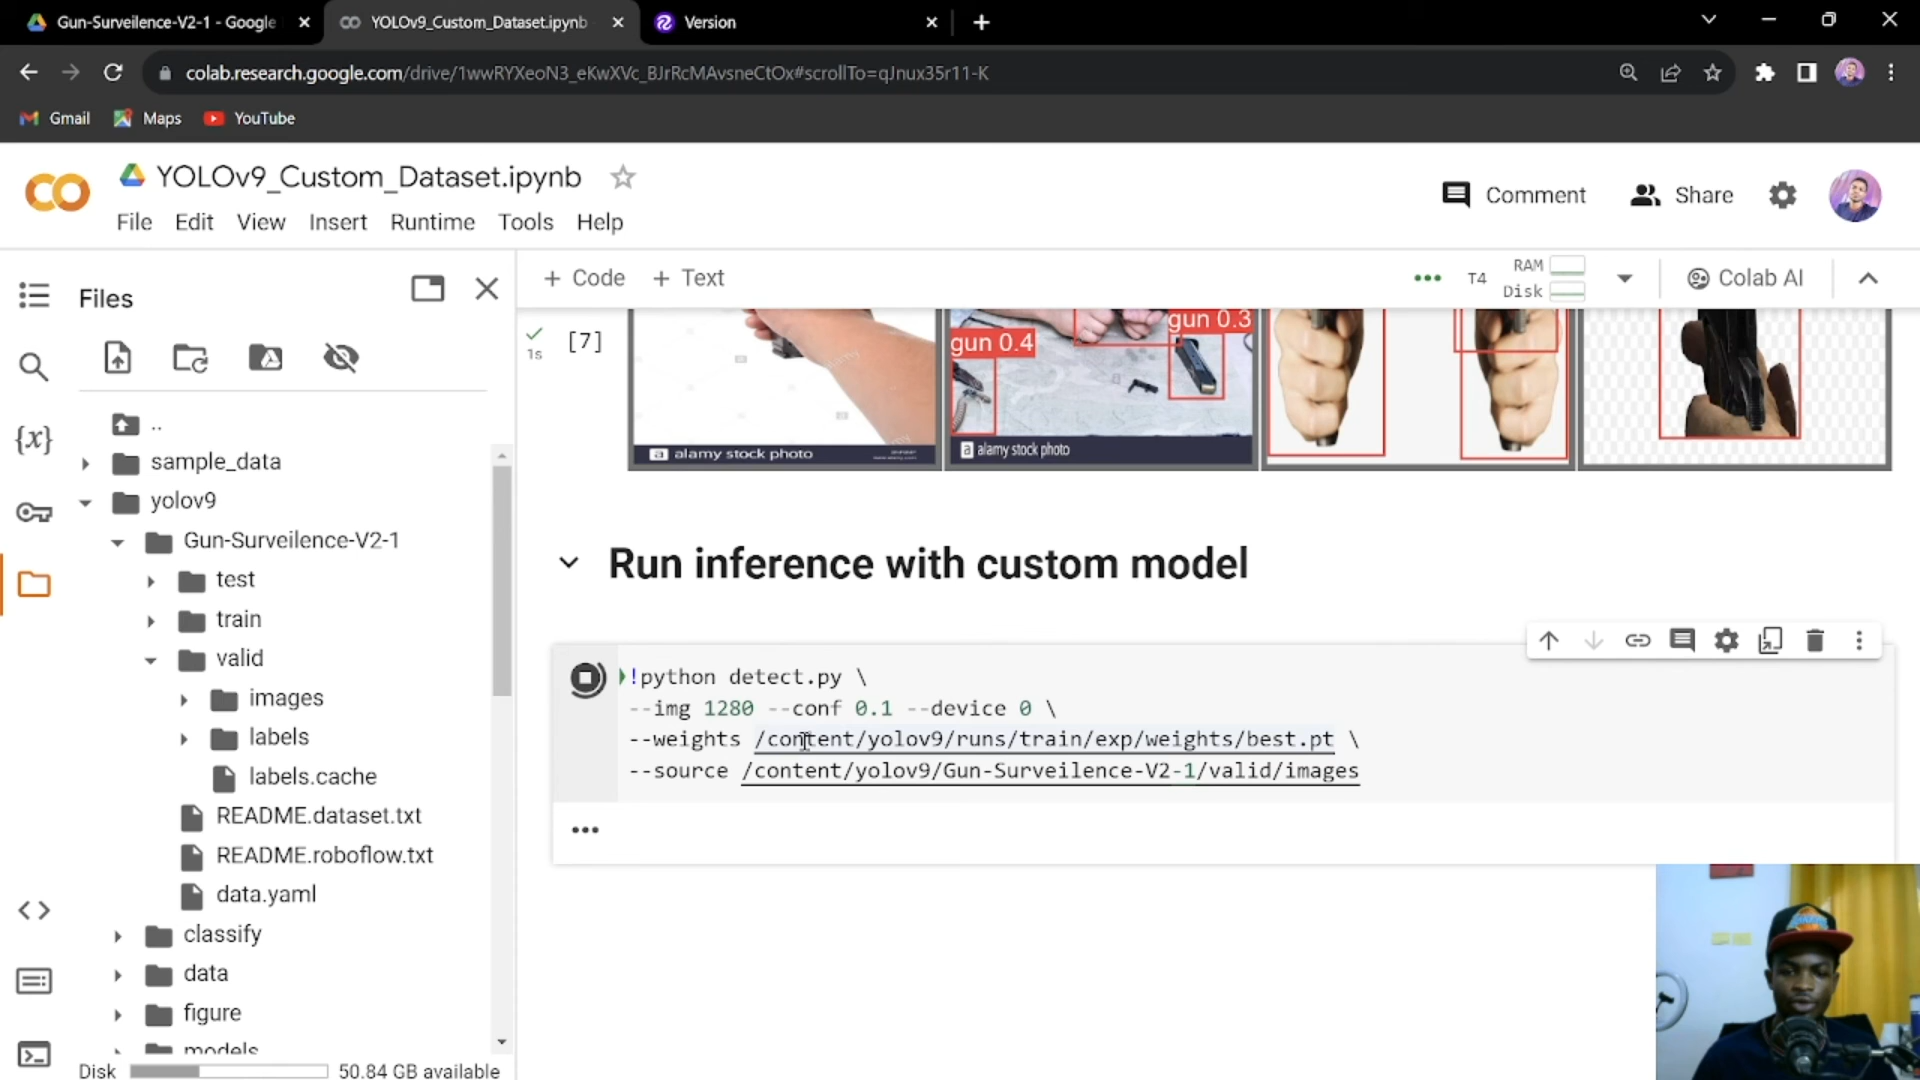 Gun-Surveilence-V2-1 - Google
YOLOv9_Custom_Dataset.ipynb
Version
colab.research.google.com/drive/1wwRYXeoN3_eKwXVc_BJrRcMAvsneCtOx#scrollTo=qJnux35r11-K
Gmail
Maps
YouTube
YOLOv9_Custom_Dataset.ipynb
File Edit View Insert Runtime Tools Help
Comment
Share
Files
+ Code + Text
T4
RAM
Disk
Colab AI
..
sample_data
yolov9
Gun-Surveilence-V2-1
test
train
valid
images
labels
labels.cache
README.dataset.txt
README.roboflow.txt
data.yaml
classify
data
figure
models
Disk
50.84 GB available
1s
[7]
gun 0.4
gun 0.3
a alamy stock photo
a alamy stock photo
Run inference with custom model
!python detect.py \
--img 1280 --conf 0.1 --device 0 \
--weights /content/yolov9/runs/train/exp/weights/best.pt \
--source /content/yolov9/Gun-Surveilence-V2-1/valid/images